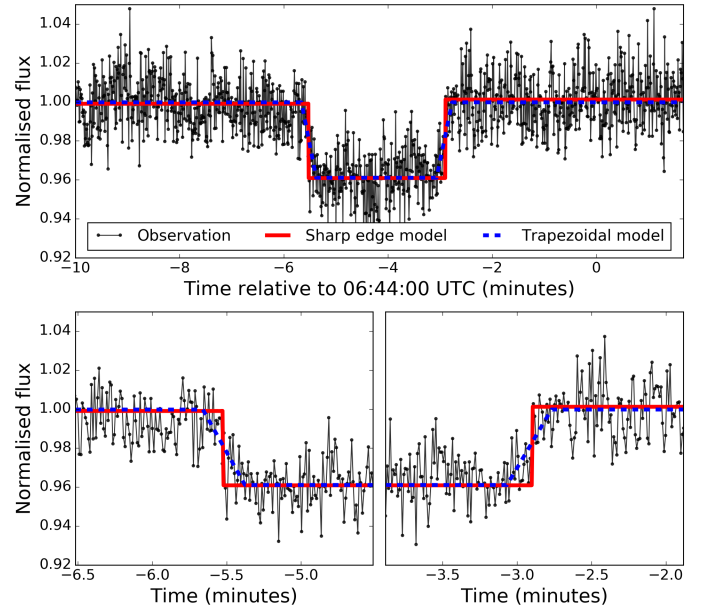 Normalised flux
1.04
1.02
1.00
0.98
0.96
0.94
0.92
Observation Sharp edge model Trapezoidal model
−10 −8 −6 −4 −2 0
Time relative to 06:44:00 UTC (minutes)
Normalised flux
1.04
1.02
1.00
0.98
0.96
0.94
0.92
−6.5 −6.0 −5.5 −5.0
−3.5 −3.0 −2.5 −2.0
Time (minutes)
Time (minutes)